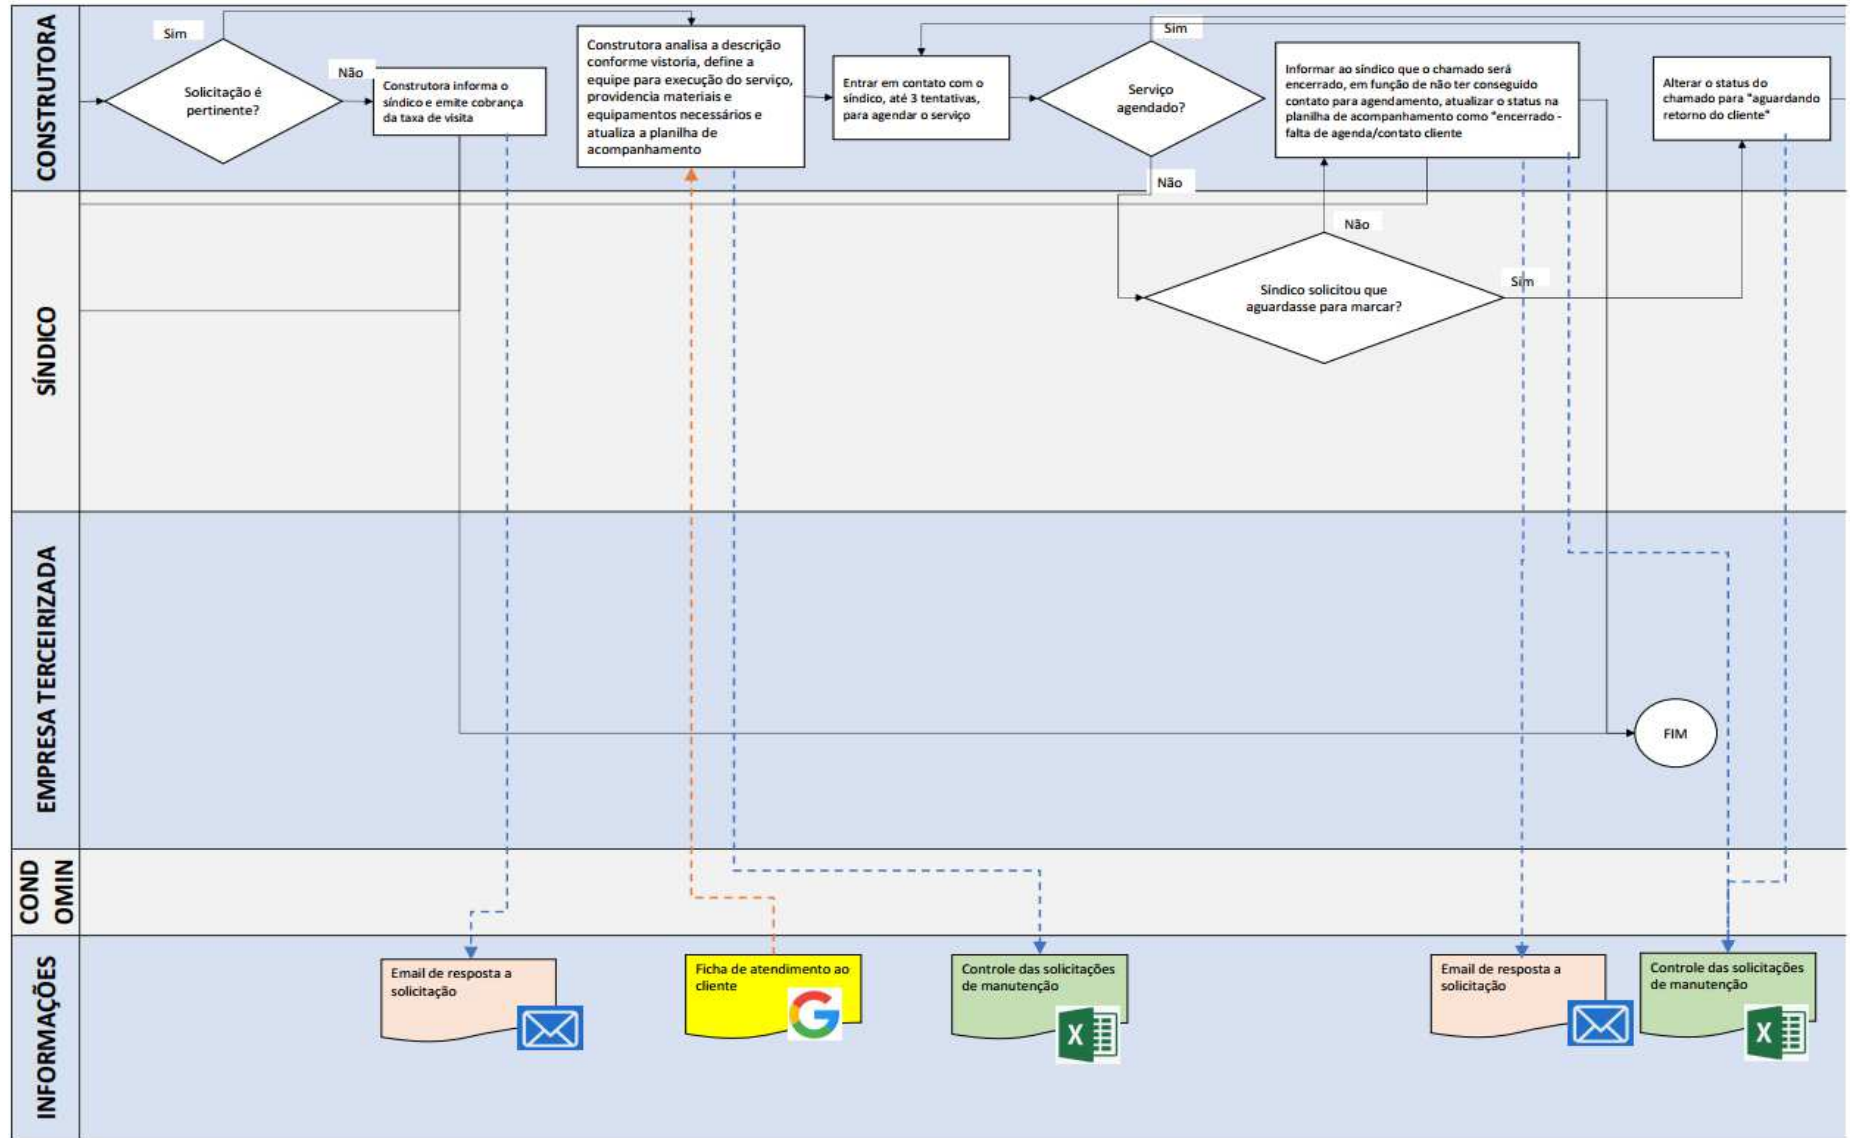 CONSTRUTORA
Sim
Solicitação é
pertinente?
Não
Construtora informa o
síndico e emite cobrança
da taxa de visita
Construtora analisa a descrição
conforme vistoria, define a
equipe para execução do serviço,
providencia materiais e
equipamentos necessários e
atualiza a planilha de
acompanhamento
Entrar em contato com o
síndico, até 3 tentativas,
para agendar o serviço
Sim
Serviço
agendado?
Não
Informar ao síndico que o chamado será
encerrado, em função de não ter conseguido
contato para agendamento, atualizar o status na
planilha de acompanhamento como "encerrado -
falta de agenda/contato cliente
Alterar o status do
chamado para "aguardando
retorno do cliente"
SÍNDICO
Não
Síndico solicitou que
aguardasse para marcar?
Sim
EMPRESA TERCEIRIZADA
FIM
COND
OMIN
INFORMAÇÕES
Email de resposta a
solicitação
Ficha de atendimento ao
cliente
G
Controle das solicitações
de manutenção
X
Email de resposta a
solicitação
Controle das solicitações
de manutenção
X